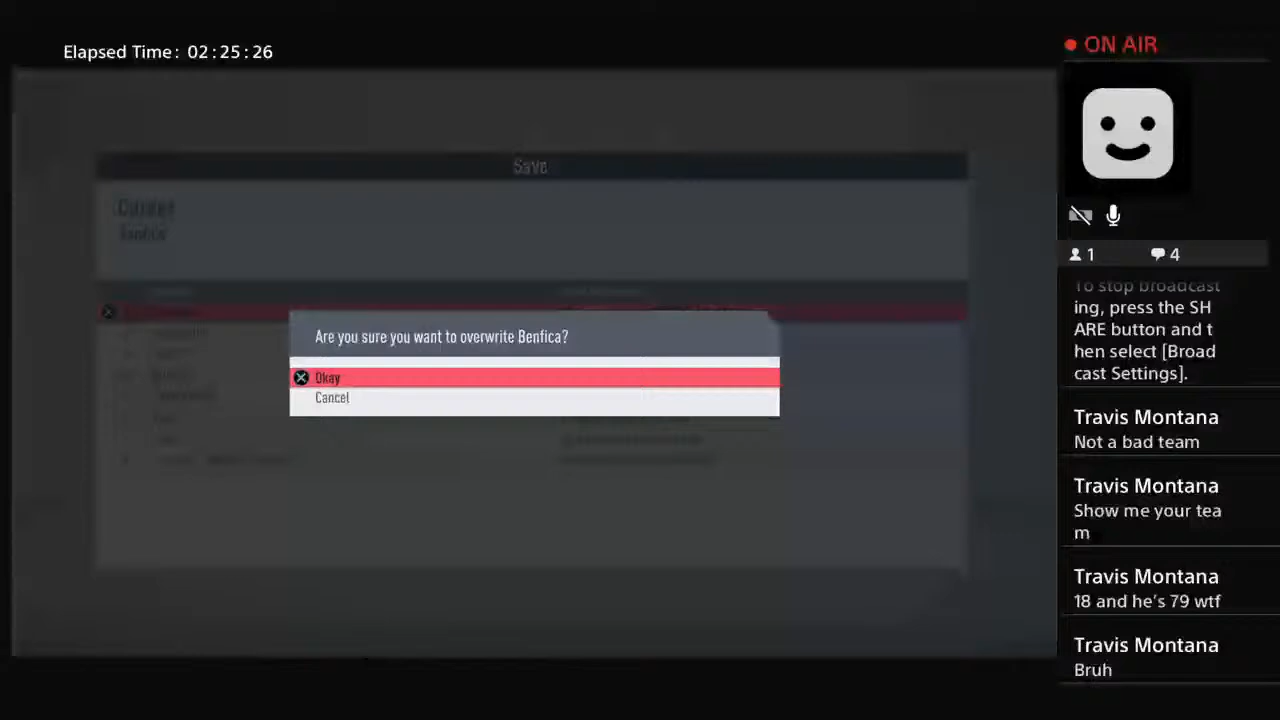 Elapsed Time: 02:25:26
ON AIR
Save
Career
Benfica
Are you sure you want to overwrite Benfica?
Okay
Cancel
1
4
To stop broadcast
ing, press the SH
ARE button and t
hen select [Broad
cast Settings].
Travis Montana
Not a bad team
Travis Montana
Show me your tea
m
Travis Montana
18 and he's 79 wtf
Travis Montana
Bruh